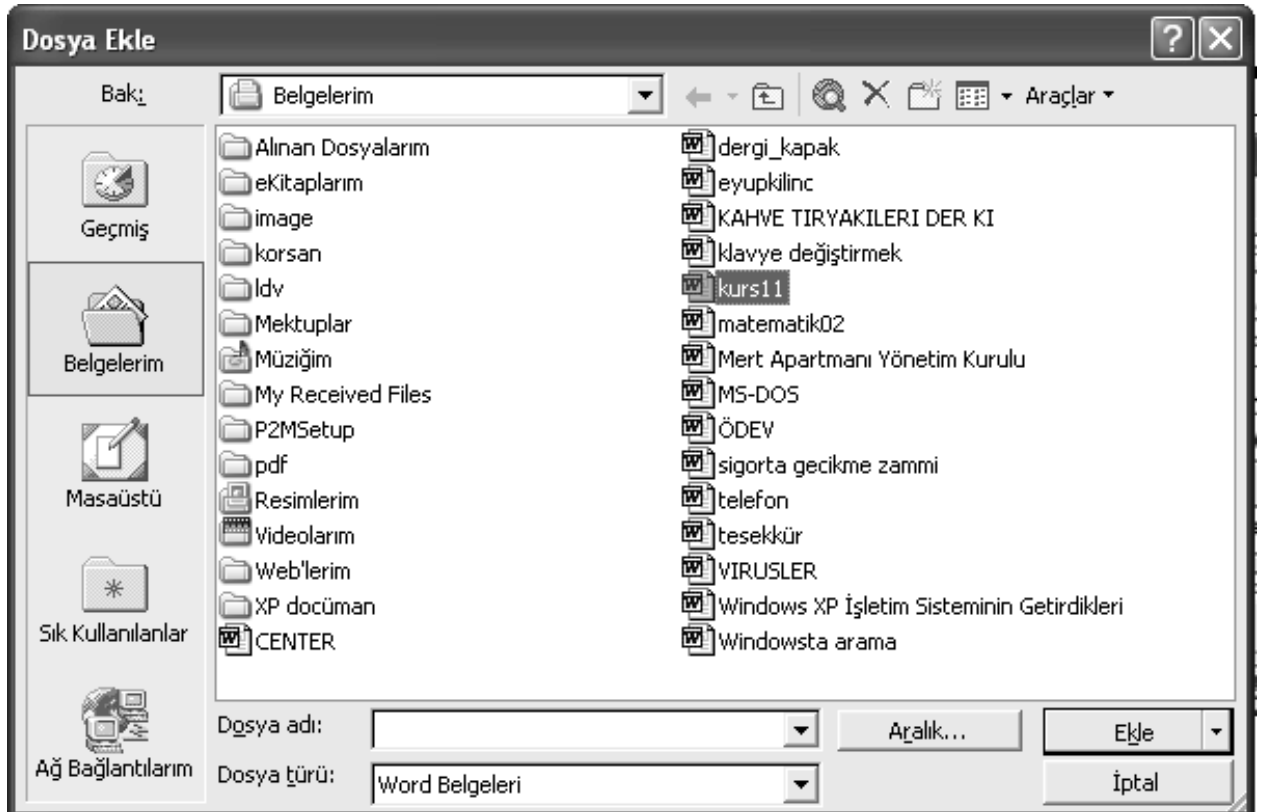 Dosya Ekle
Bak:
Belgelerim
Araçlar
Geçmiş
Belgelerim
Masaüstü
Sık Kullanılanlar
Ağ Bağlantılarım
Alınan Dosyalarım
eKitaplarım
image
korsan
ldv
Mektuplar
Müziğim
My Received Files
P2MSetup
pdf
Resimlerim
Videolarım
Web'lerim
XP docüman
CENTER
dergi_kapak
eyupkilinc
KAHVE TIRYAKILERI DER KI
klavye değiştirmek
kurs11
matematik02
Mert Apartmanı Yönetim Kurulu
MS-DOS
ÖDEV
sigorta gecikme zammi
telefon
tesekkür
VIRUSLER
Windows XP İşletim Sisteminin Getirdikleri
Windowsta arama
Dosya adı:
Aralık...
Ekle
Dosya türü:
Word Belgeleri
İptal